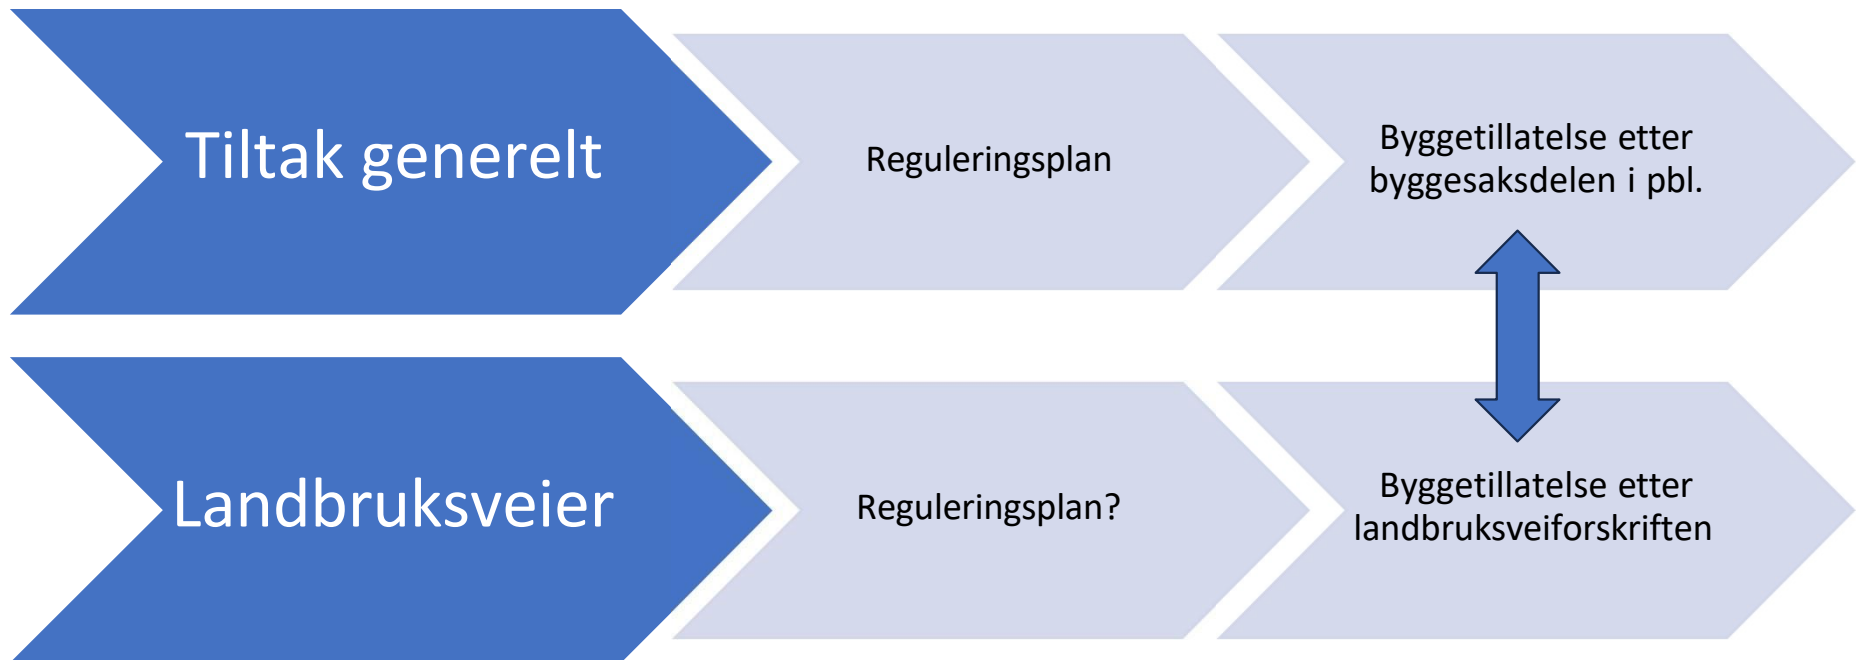 Tiltak generelt
Reguleringsplan
Byggetillatelse etter
byggesaksdelen i pbl.
Landbruksveier
Reguleringsplan?
Byggetillatelse etter
landbruksveiforskriften